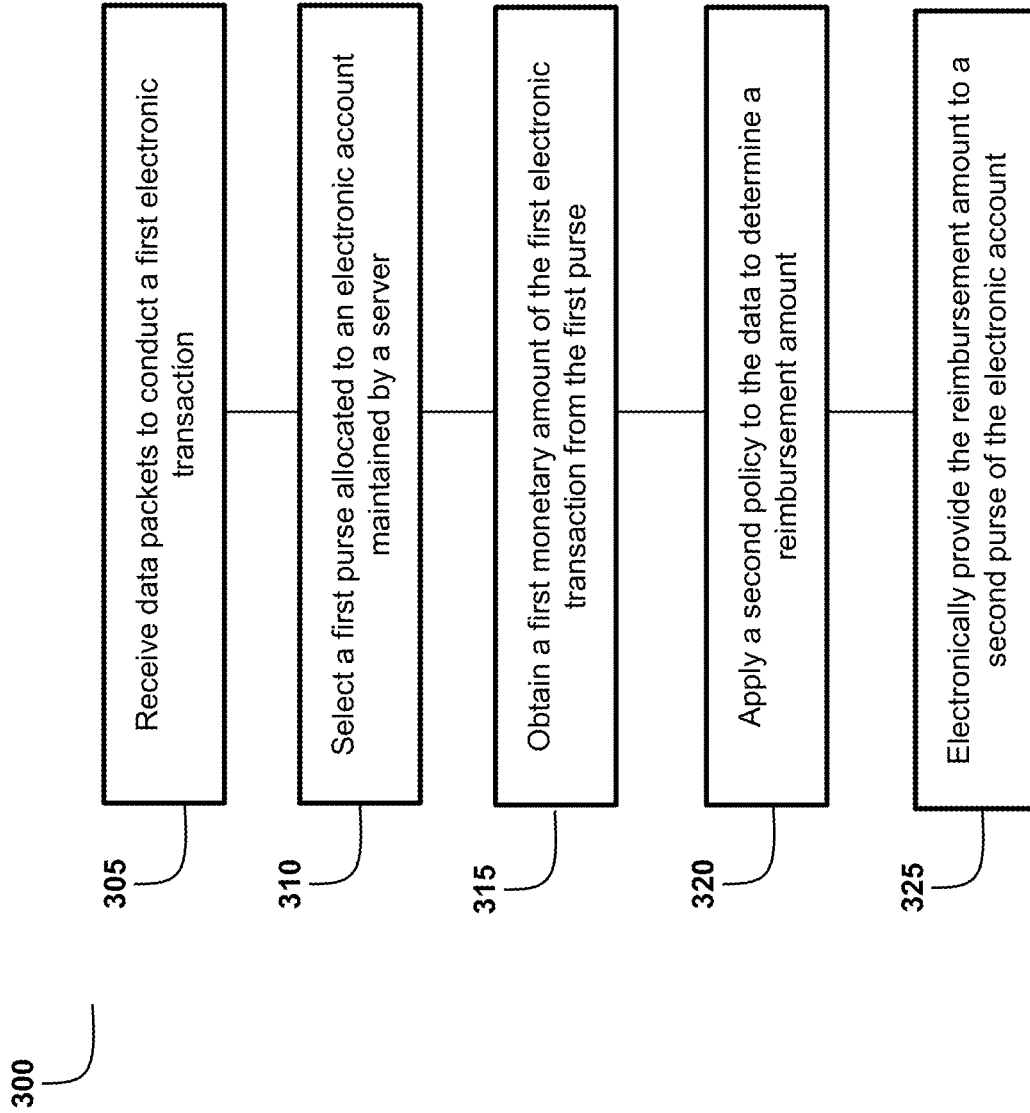 300
305
Receive data packets to conduct a first electronic
transaction
310
Select a first purse allocated to an electronic account
maintained by a server
315
Obtain a first monetary amount of the first electronic
transaction from the first purse
320
Apply a second policy to the data to determine a
reimbursement amount
325
Electronically provide the reimbursement amount to a
second purse of the electronic account